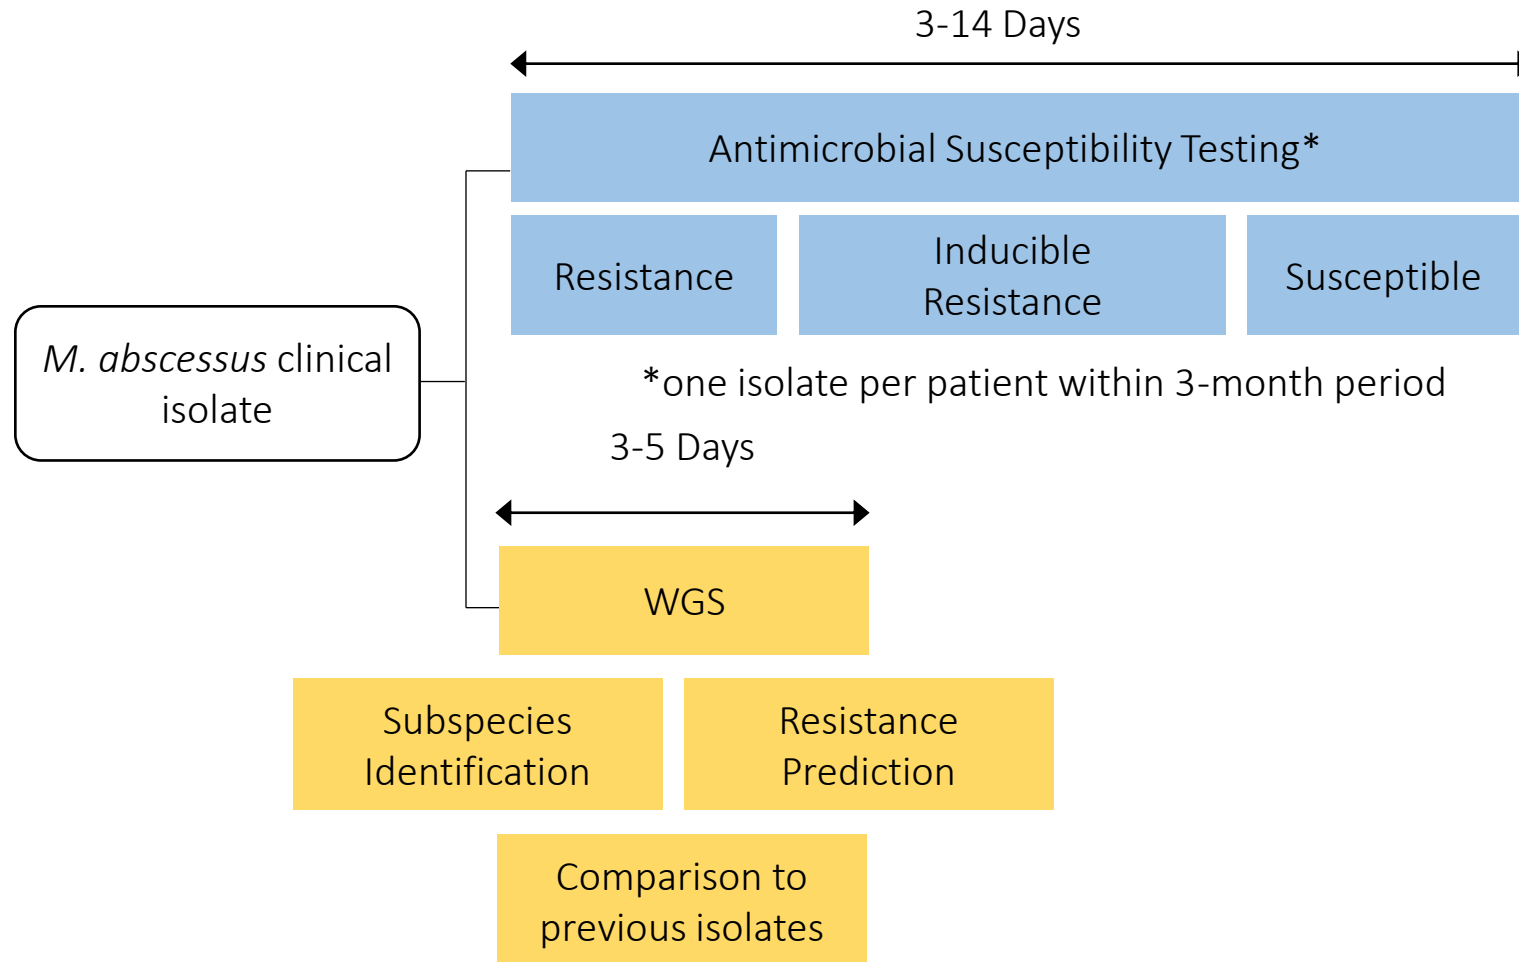 3-14 Days
Antimicrobial Susceptibility Testing*
Resistance
Inducible
Resistance
Susceptible
M. abscessus clinical
isolate
*one isolate per patient within 3-month period
3-5 Days
WGS
Subspecies
Identification
Resistance
Prediction
Comparison to
previous isolates